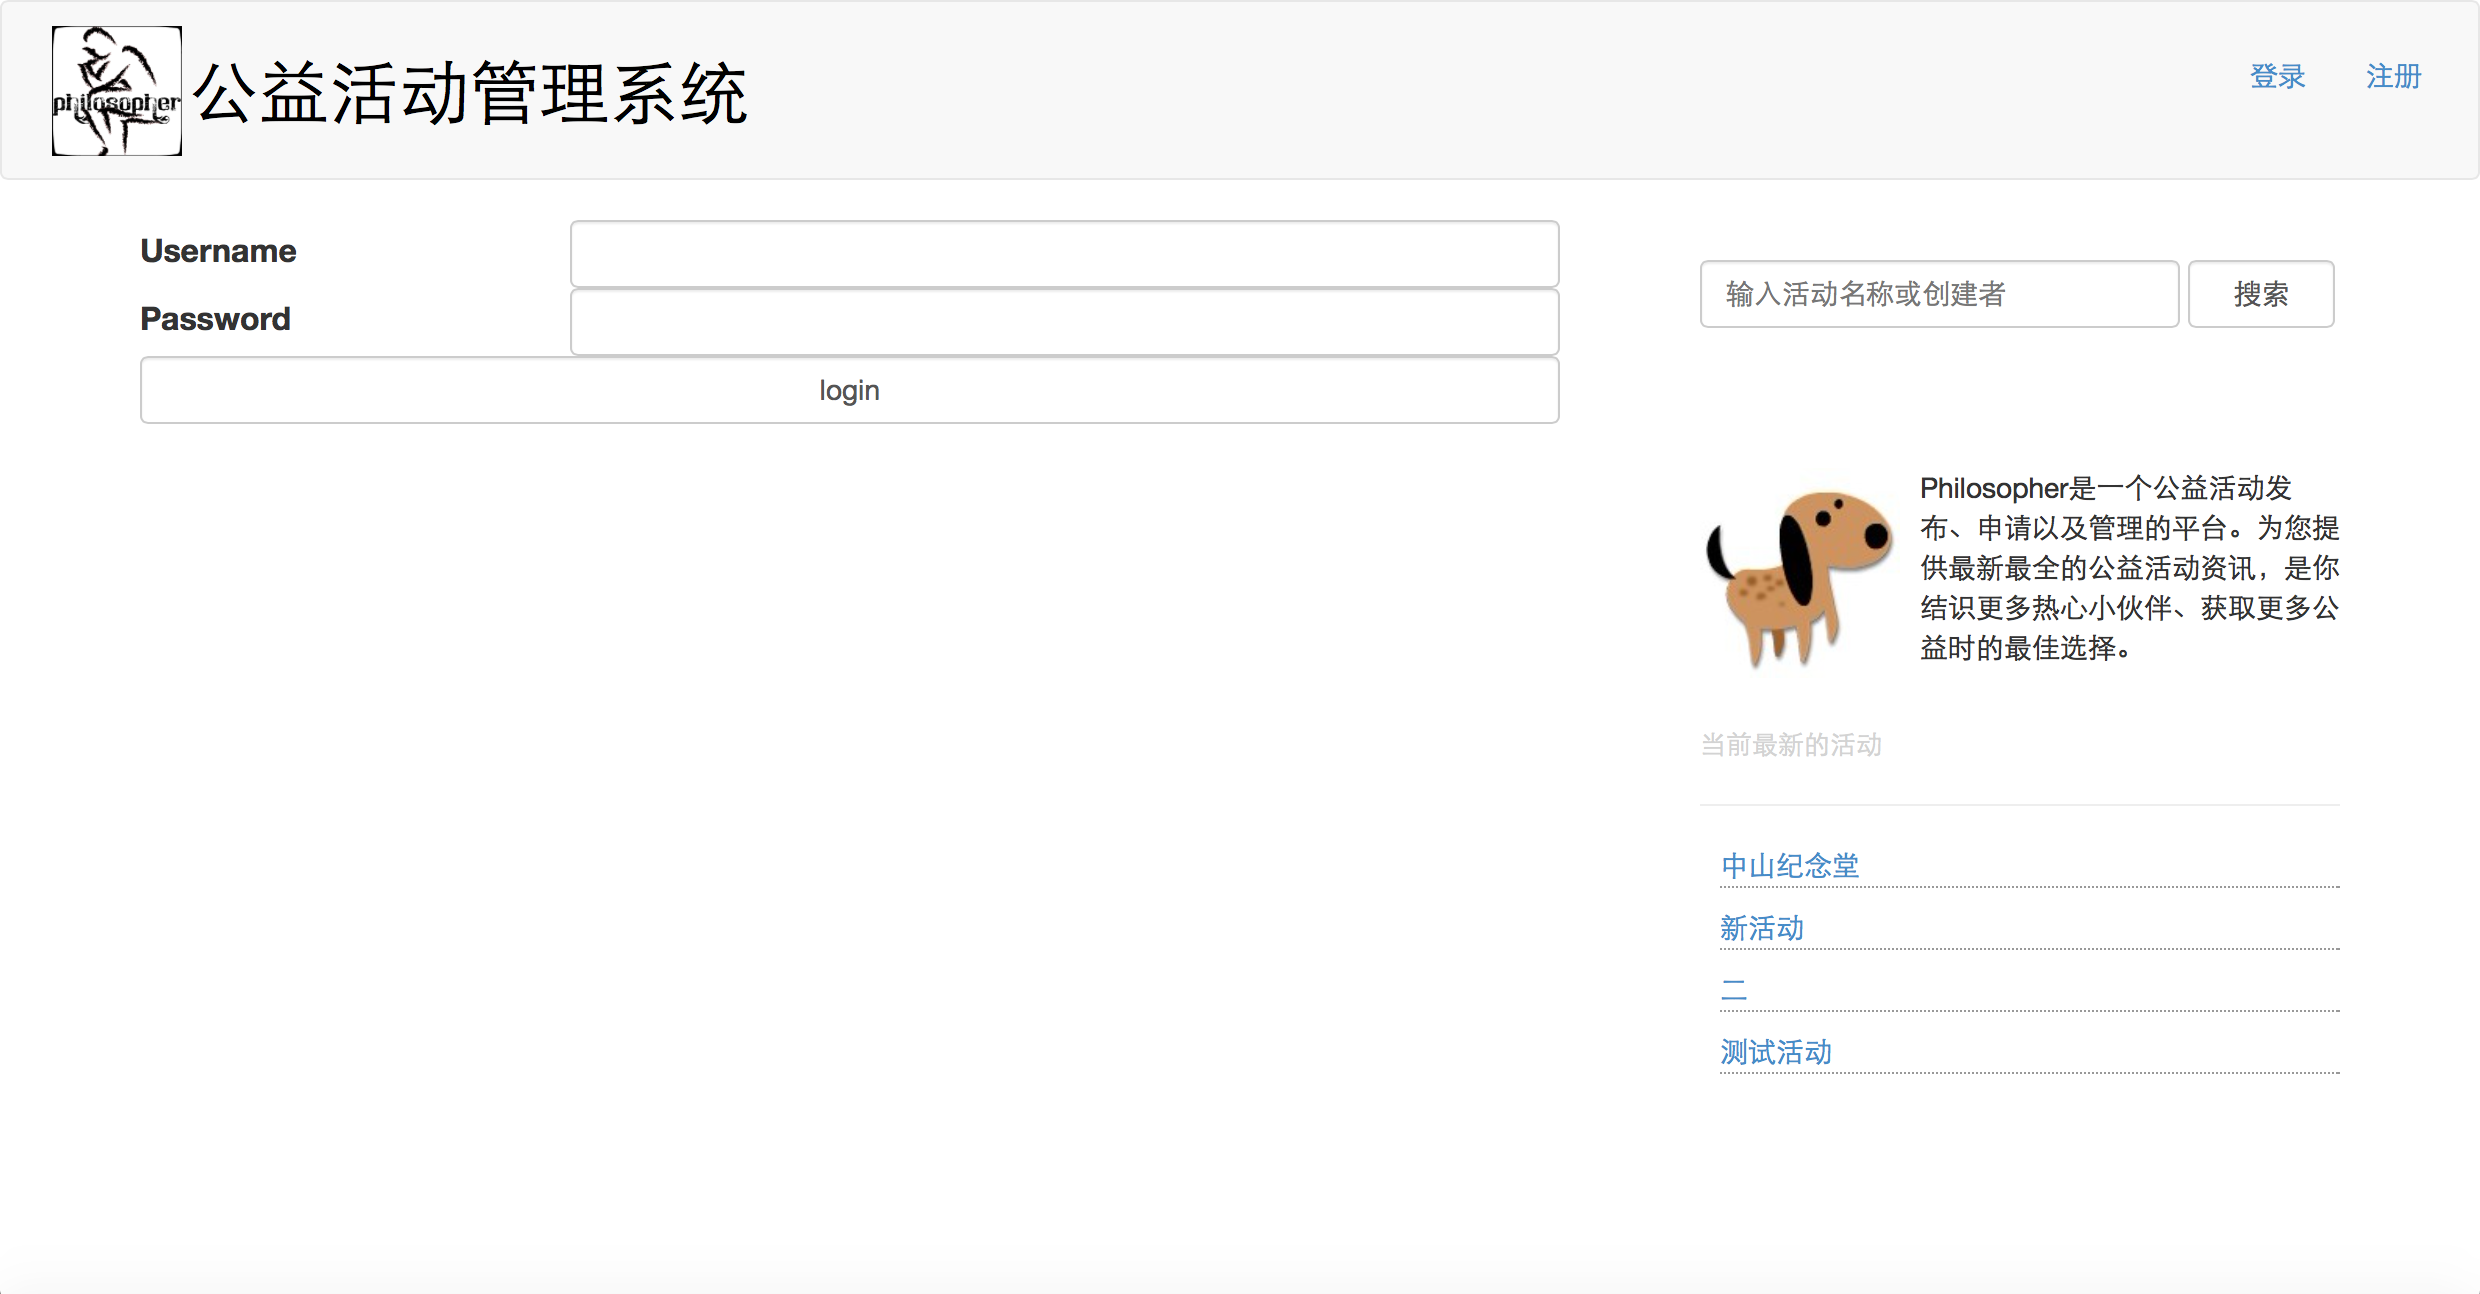 philosopher
公益活动管理系统
登录
注册
Username
Password
login
输入活动名称或创建者
搜索
Philosopher是一个公益活动发
布、申请以及管理的平台。为您提
供最新最全的公益活动资讯，是你
结识更多热心小伙伴、获取更多公
益时的最佳选择。
当前最新的活动
中山纪念堂
新活动
二
测试活动